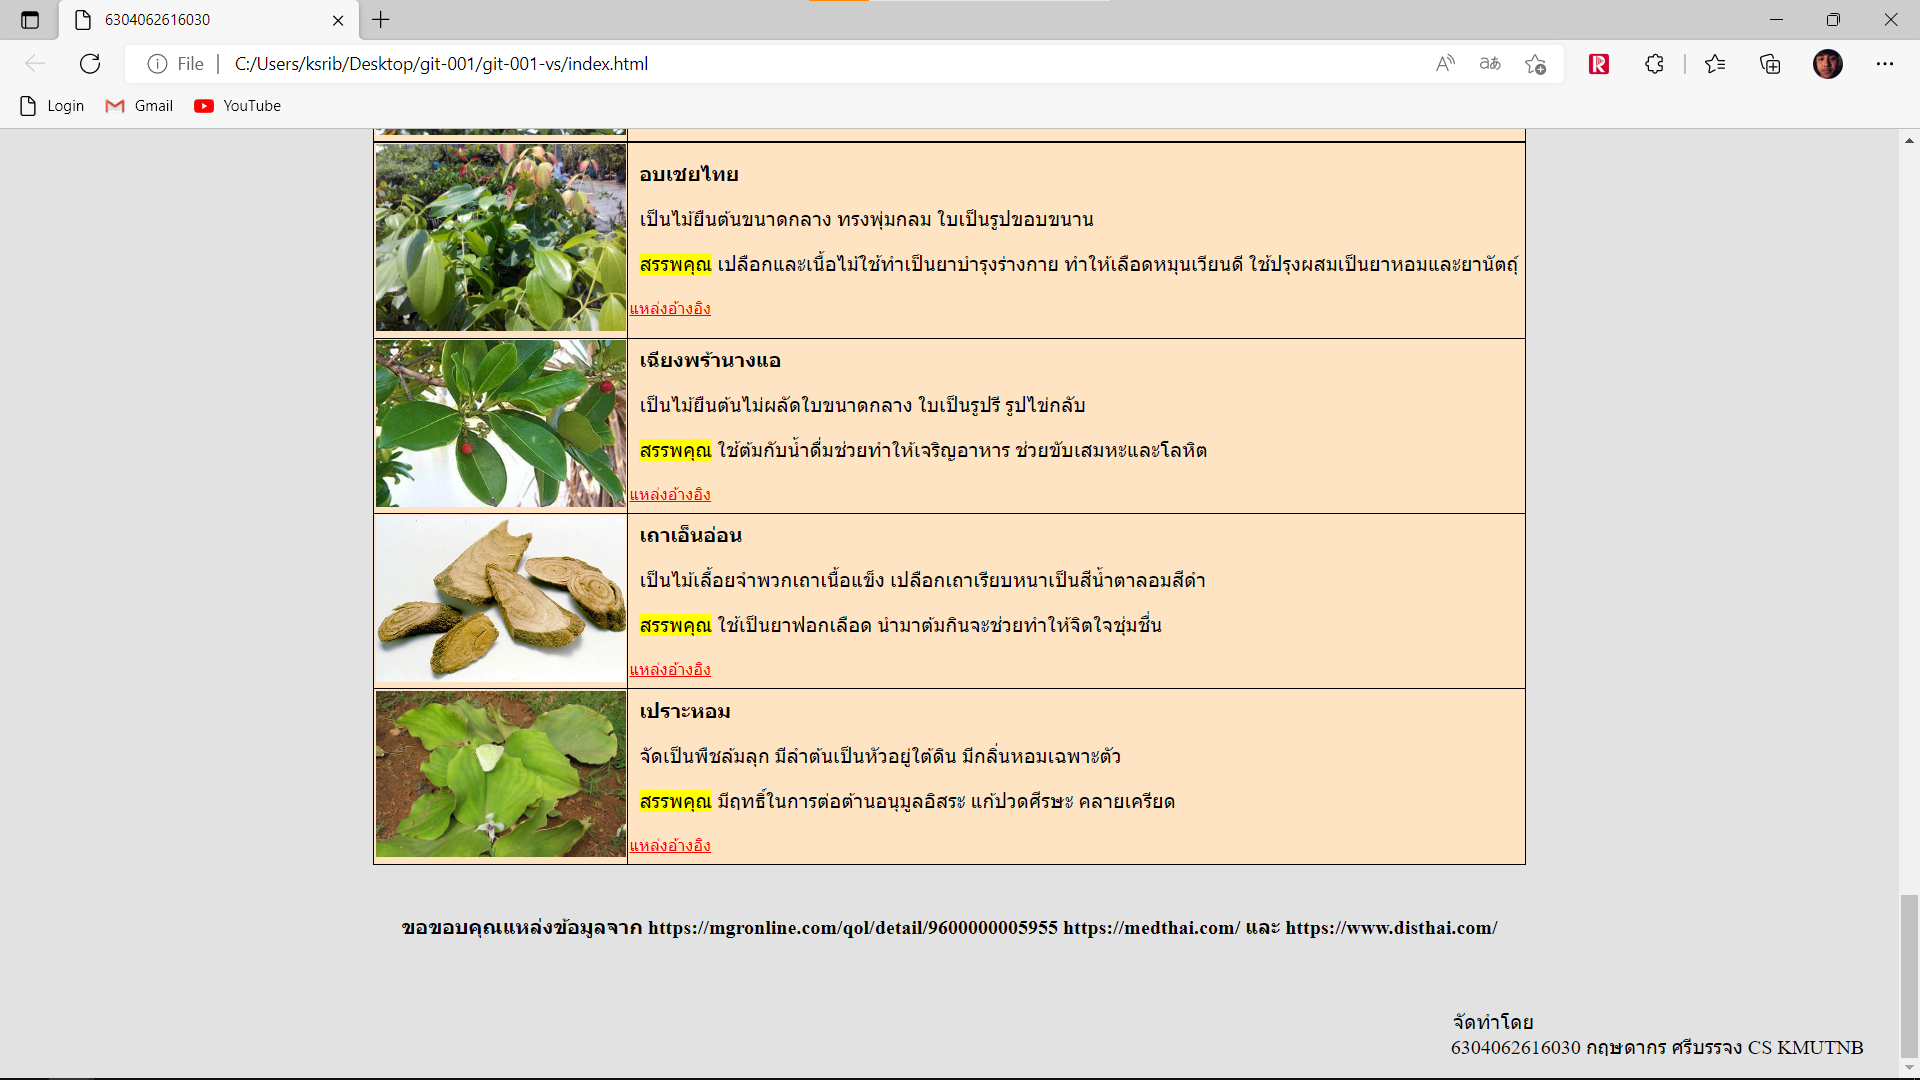 6304062616030
File
C:/Users/ksrib/Desktop/git-001/git-001-vs/index.html
Login
Gmail
YouTube
อบเชยไทย
เป็นไม้ยืนต้นขนาดกลาง ทรงพุ่มกลม ใบเป็นรูปขอบขนาน
สรรพคุณ เปลือกและเนื้อไม้ใช้ทำเป็นยาบำรุงร่างกาย ทำให้เลือดหมุนเวียนดี ใช้ปรุงผสมเป็นยาหอมและยานัตถุ์
แหล่งอ้างอิง
เฉียงพร้านางแอ
เป็นไม้ยืนต้นไม่ผลัดใบขนาดกลาง ใบเป็นรูปรี รูปไข่กลับ
สรรพคุณ ใช้ต้มกับน้ำดื่มช่วยทำให้เจริญอาหาร ช่วยขับเสมหะและโลหิต
แหล่งอ้างอิง
เถาเอ็นอ่อน
เป็นไม้เลื้อยจำพวกเถาเนื้อแข็ง เปลือกเถาเรียบหนาเป็นสีน้ำตาลอมสีดำ
สรรพคุณ ใช้เป็นยาฟอกเลือด นำมาต้มกินจะช่วยทำให้จิตใจชุ่มชื่น
แหล่งอ้างอิง
เปราะหอม
จัดเป็นพืชล้มลุก มีลำต้นเป็นหัวอยู่ใต้ดิน มีกลิ่นหอมเฉพาะตัว
สรรพคุณ มีฤทธิ์ในการต่อต้านอนุมูลอิสระ แก้ปวดศีรษะ คลายเครียด
แหล่งอ้างอิง
ขอขอบคุณแหล่งข้อมูลจาก https://mgronline.com/qol/detail/9600000005955 https://medthai.com/ และ https://www.disthai.com/
จัดทำโดย
6304062616030 กฤษดากร ศรีบรรจง CS KMUTNB